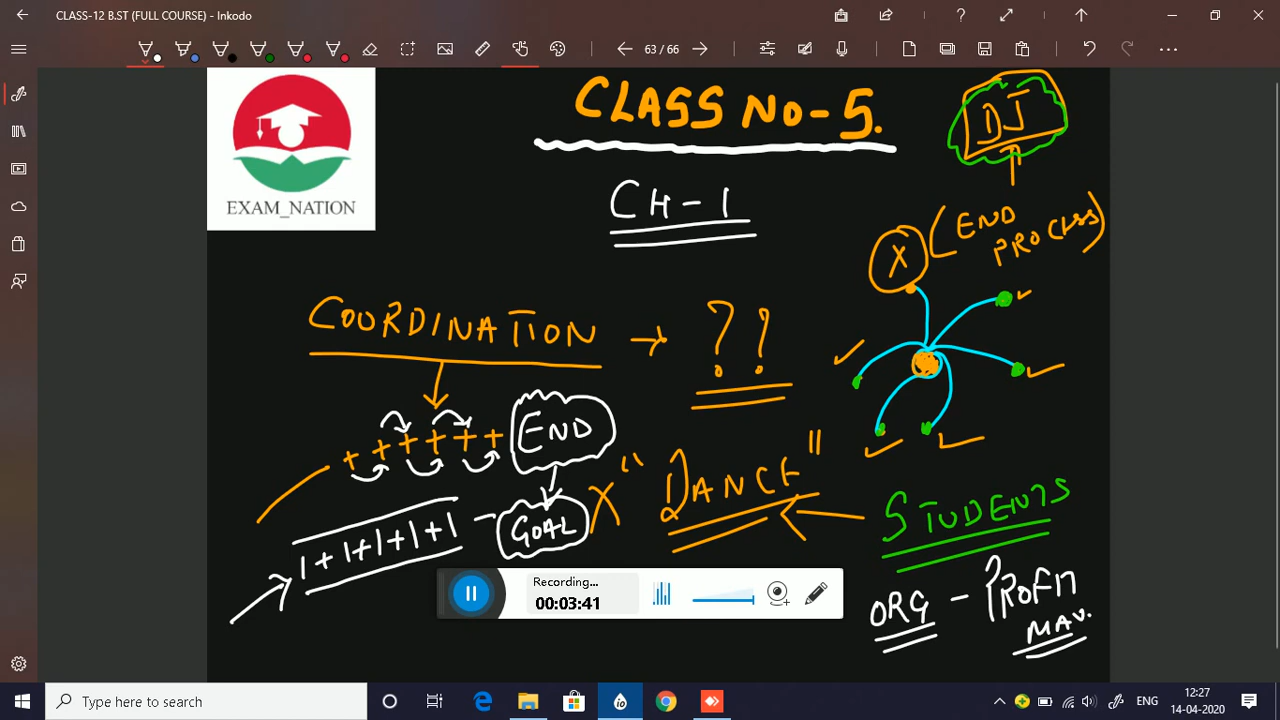 CLASS-12 B.ST (FULL COURSE) - Inkodo
63 / 66
EXAM_NATION
CLASS NO-5.
DJ
CH-1
X (END PROCESS)
COORDINATION → ??
+ + + + + + END
1+1+1+1+1 - GOAL
X "DANCE"
STUDENTS
ORG - PROFIT
MAX.
Recording...
00:03:41
Type here to search
ENG
12:27
14-04-2020